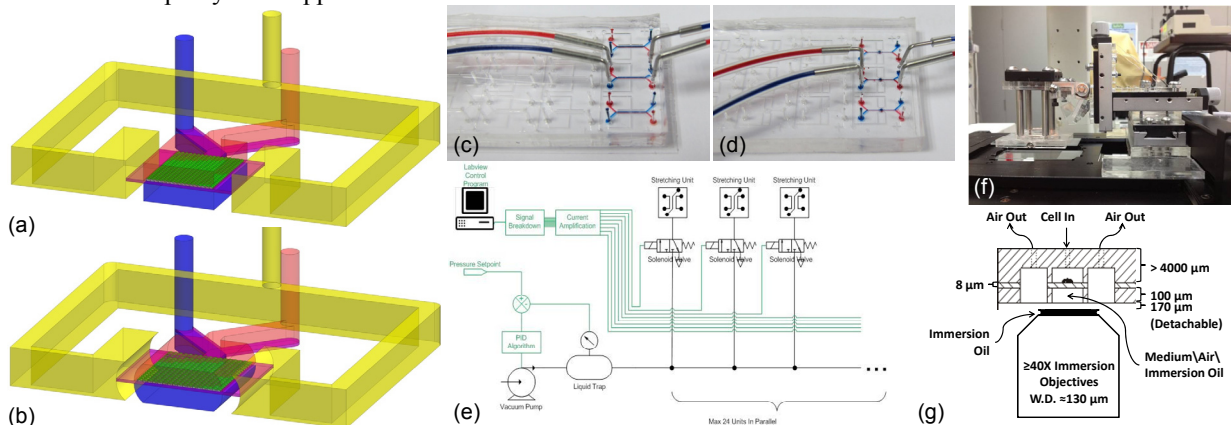 (a)
(b)
(c)
(d)
Labview
Control
Program
Signal
Breakdown
Current
Amplification
Stretching Unit
Stretching Unit
Stretching Unit
Solenoid Valve
Solenoid Valve
Solenoid Valve
Pressure Setpoint
PID
Algorithm
Vacuum Pump
Liquid Trap
Max 24 Units In Parallel
(e)
(f)
Air Out
Cell In
Air Out
> 4000 µm
8 µm
100 µm
170 µm
(Detachable)
Immersion
Oil
Medium\Air\
Immersion Oil
≥40X Immersion
Objectives
W.D. ≈130 µm
(g)